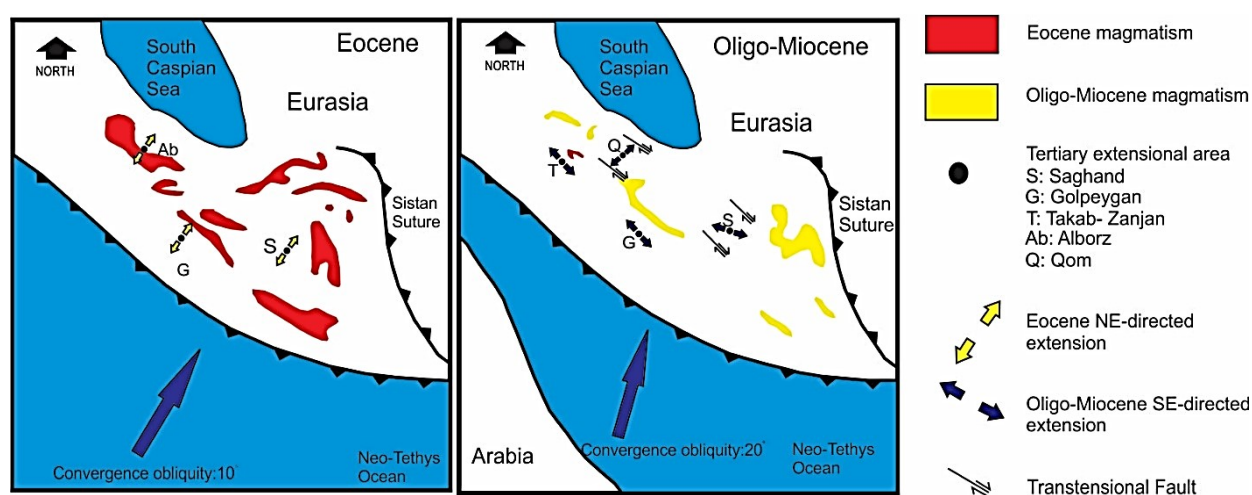 NORTH
South
Caspian
Sea
Eocene
Eurasia
Ab
G
S
Sistan
Suture
Convergence obliquity:10°
Neo-Tethys
Ocean
NORTH
South
Caspian
Sea
Oligo-Miocene
Eurasia
Q
T
G
S
Sistan
Suture
Arabia
Convergence obliquity:20°
Neo-Tethys
Ocean
Eocene magmatism
Oligo-Miocene magmatism
Tertiary extensional area
S: Saghand
G: Golpeygan
T: Takab- Zanjan
Ab: Alborz
Q: Qom
Eocene NE-directed
extension
Oligo-Miocene SE-directed
extension
Transtensional Fault